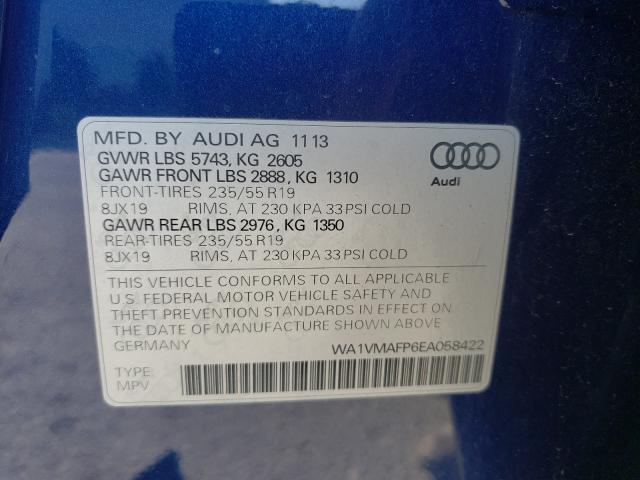 MFD. BY AUDI AG 11 13
GVWR LBS 5743, KG 2605
GAWR FRONT LBS 2888, KG 1310
FRONT-TIRES 235/55 R19
8JX19 RIMS, AT 230 KPA 33 PSI COLD
GAWR REAR LBS 2976, KG 1350
REAR-TIRES 235/55 R19
8JX19 RIMS, AT 230 KPA 33 PSI COLD
Audi
THIS VEHICLE CONFORMS TO ALL APPLICABLE
U.S. FEDERAL MOTOR VEHICLE SAFETY AND
THEFT PREVENTION STANDARDS IN EFFECT ON
THE DATE OF MANUFACTURE SHOWN ABOVE
GERMANY WA1VMAFP6EA058422
TYPE:
MPV